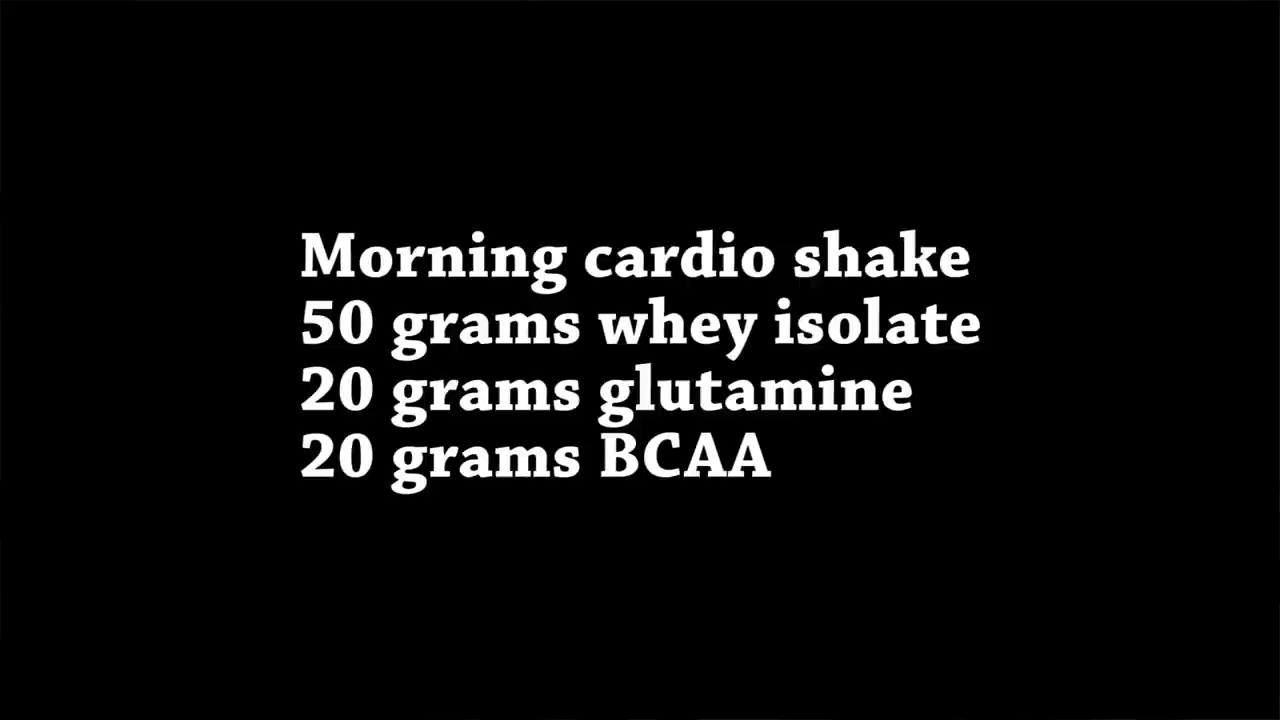 Morning cardio shake
50 grams whey isolate
20 grams glutamine
20 grams BCAA